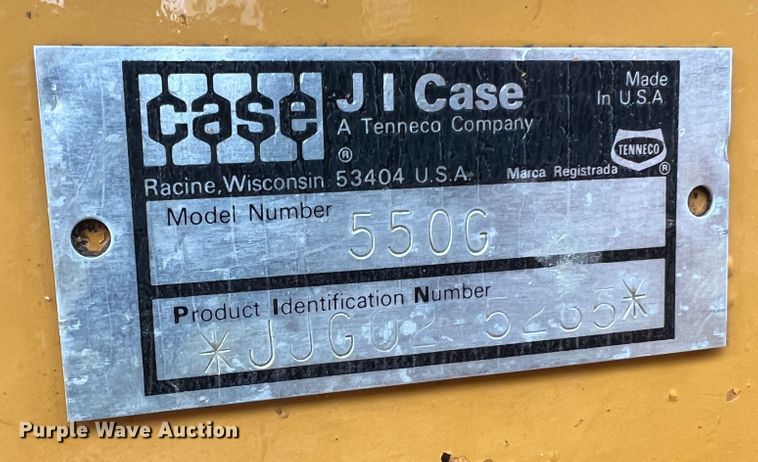 case
J I Case
A Tenneco Company
®
Made
In U.S.A
TENNECO
®
Racine, Wisconsin 53404 U.S.A.
Marca Registrada
Model Number
550G
Product Identification Number
Purple Wave Auction